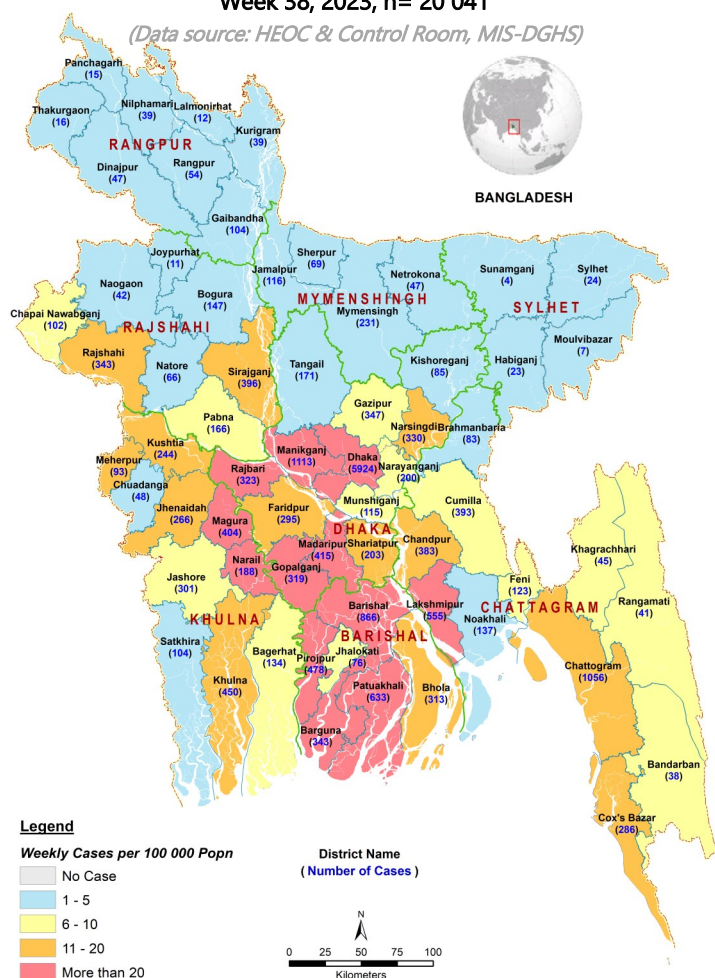 Week 38, 2023, n= 20 041
(Data source: HEOC & Control Room, MIS-DGHS)
Panchagarh
(15)
Thakurgaon
(16)
Nilphamari
(39)
Lalmonirhat
(12)
Kurigram
(39)
RANGPUR
Dinajpur
(47)
Rangpur
(54)
Gaibandha
(104)
BANGLADESH
Joypurhat
(11)
Naogaon
(42)
Bogura
(147)
Jamalpur
(116)
Sherpur
(69)
Netrokona
(47)
Sunamganj
(4)
Sylhet
(24)
MYMENSINGH
Mymensingh
(231)
SYLHET
Chapai Nawabganj
(102)
RAJSHAHI
Rajshahi
(343)
Natore
(66)
Sirajganj
(396)
Tangail
(171)
Kishoreganj
(85)
Habiganj
(23)
Moulvibazar
(7)
Pabna
(166)
Gazipur
(347)
Narsingdi
(330)
Brahmanbaria
(83)
Kushtia
(244)
Meherpur
(93)
Chuadanga
(48)
Rajbari
(323)
Manikganj
(1113)
Dhaka
(5924)
Narayanganj
(200)
Jhenaidah
(266)
Magura
(404)
Faridpur
(295)
Munshiganj
(115)
Cumilla
(393)
DHAKA
Madaripur
(415)
Shariatpur
(203)
Chandpur
(383)
Khagrachhari
(45)
Jashore
(301)
Narail
(188)
Gopalganj
(319)
Feni
(123)
Rangamati
(41)
KHULNA
Barishal
(866)
Lakshmipur
(555)
Noakhali
(137)
CHATTAGRAM
BARISHAL
Satkhira
(104)
Khulna
(450)
Bagerhat
(134)
Pirojpur
(478)
Jhalokati
(76)
Patuakhali
(633)
Bhola
(313)
Chattogram
(1056)
Barguna
(343)
Bandarban
(38)
Cox's Bazar
(286)
Legend
Weekly Cases per 100 000 Popn
No Case
1 - 5
6 - 10
11 - 20
More than 20
District Name
( Number of Cases )
N
0 25 50 75 100
Kilometers
1